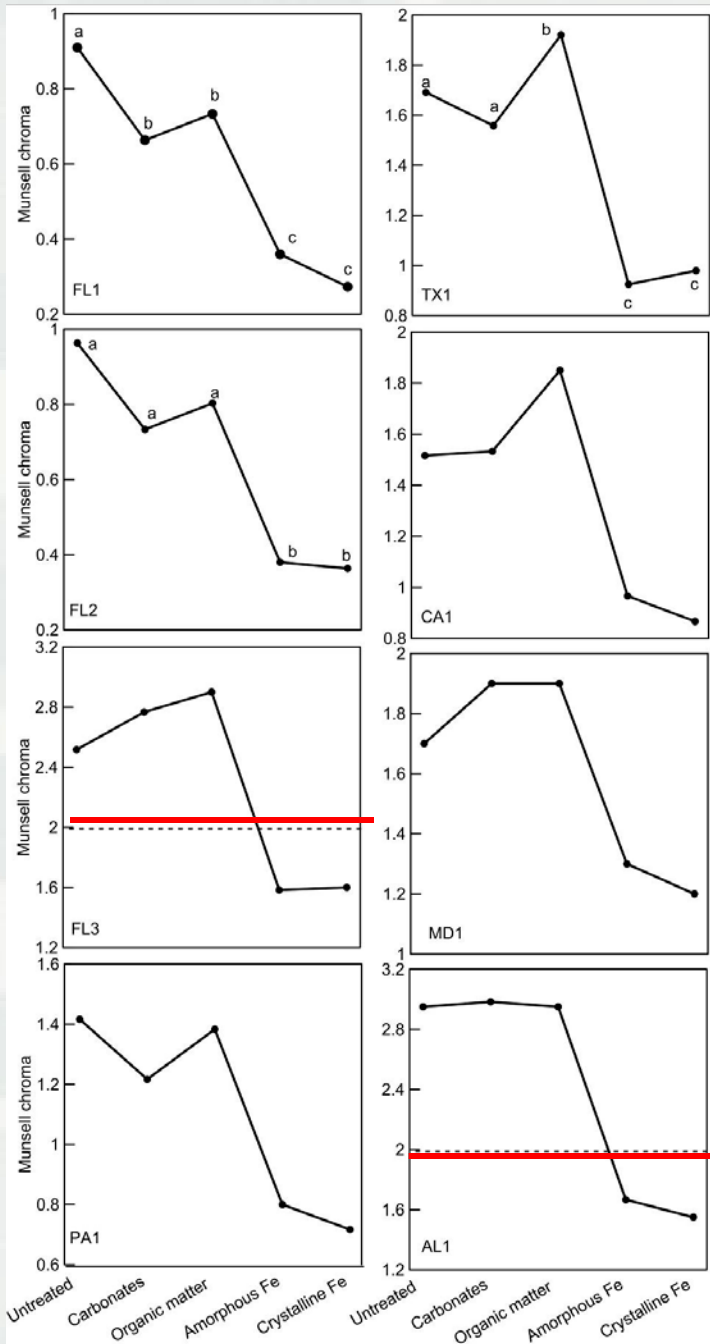 Munsell chroma
1
0.8
0.6
0.4
0.2
a
b
b
c
c
FL1
2
1.8
1.6
1.4
1.2
1
0.8
a
a
b
c
c
TX1
Munsell chroma
1
0.8
0.6
0.4
0.2
a
a
a
b
b
FL2
2
1.8
1.6
1.4
1.2
1
0.8
CA1
Munsell chroma
3.2
2.8
2.4
2
1.6
1.2
FL3
2
1.8
1.6
1.4
1.2
1
MD1
Munsell chroma
1.6
1.4
1.2
1
0.8
0.6
PA1
3.2
2.8
2.4
2
1.6
1.2
AL1
Untreated
Carbonates
Organic matter
Amorphous Fe
Crystalline Fe
Untreated
Carbonates
Organic matter
Amorphous Fe
Crystalline Fe